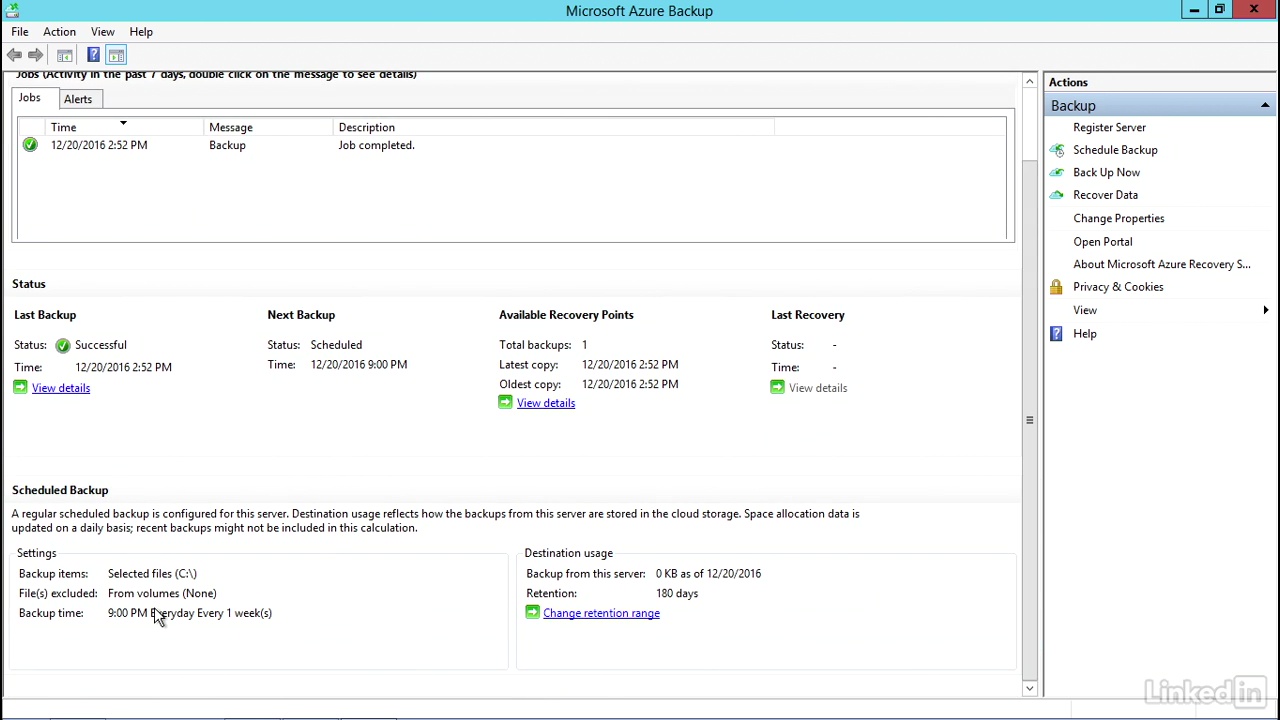 Microsoft Azure Backup
File Action View Help
Jobs (Activity in the past 7 days, double click on the message to see details)
Jobs Alerts
Time Message Description
12/20/2016 2:52 PM Backup Job completed.
Status
Last Backup
Status: Successful
Time: 12/20/2016 2:52 PM
View details
Next Backup
Status: Scheduled
Time: 12/20/2016 9:00 PM
Available Recovery Points
Total backups: 1
Latest copy: 12/20/2016 2:52 PM
Oldest copy: 12/20/2016 2:52 PM
View details
Last Recovery
Status: -
Time: -
View details
Scheduled Backup
A regular scheduled backup is configured for this server. Destination usage reflects how the backups from this server are stored in the cloud storage. Space allocation data is
updated on a daily basis; recent backups might not be included in this calculation.
Settings
Backup items: Selected files (C:\)
File(s) excluded: From volumes (None)
Backup time: 9:00 PM Everyday Every 1 week(s)
Destination usage
Backup from this server: 0 KB as of 12/20/2016
Retention: 180 days
Change retention range
Actions
Backup
Register Server
Schedule Backup
Back Up Now
Recover Data
Change Properties
Open Portal
About Microsoft Azure Recovery S...
Privacy & Cookies
View
Help
LinkedIn